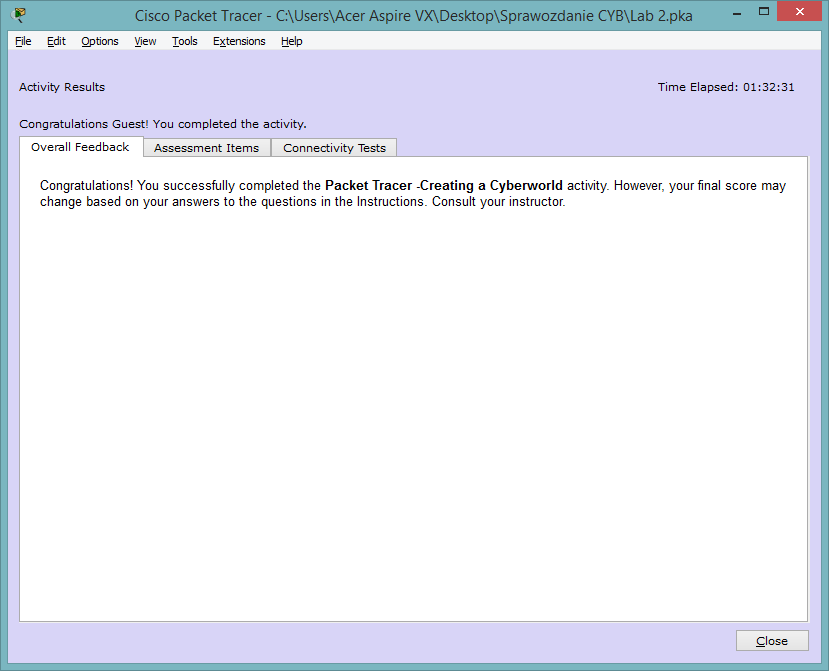 Cisco Packet Tracer - C:\Users\Acer Aspire VX\Desktop\Sprawozdanie CYB\Lab 2.pka
File Edit Options View Tools Extensions Help
Activity Results Time Elapsed: 01:32:31
Congratulations Guest! You completed the activity.
Overall Feedback Assessment Items Connectivity Tests
Congratulations! You successfully completed the Packet Tracer -Creating a Cyberworld activity. However, your final score may
change based on your answers to the questions in the Instructions. Consult your instructor.
Close